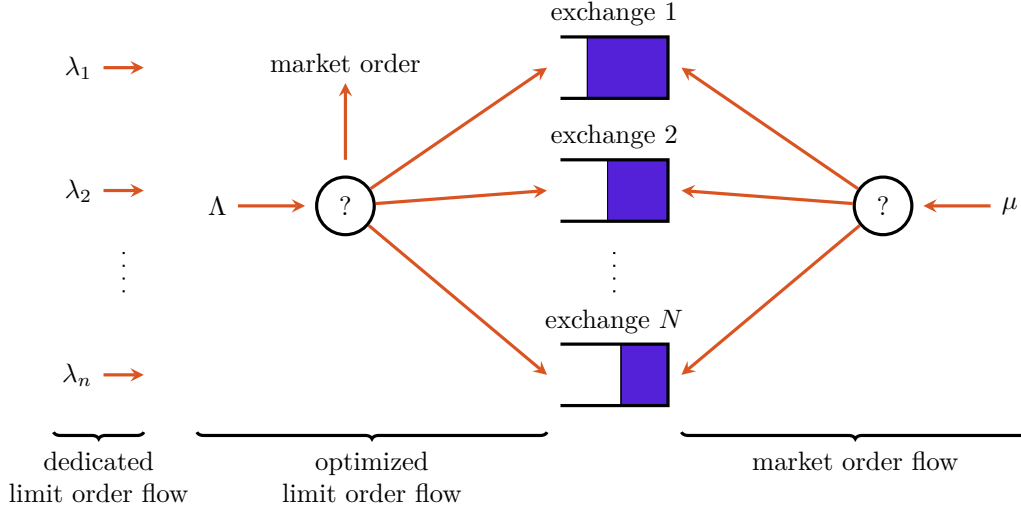 exchange 1
λ₁
market order
exchange 2
λ₂
Λ
?
?
μ
exchange N
λₙ
dedicated
limit order flow
optimized
limit order flow
market order flow